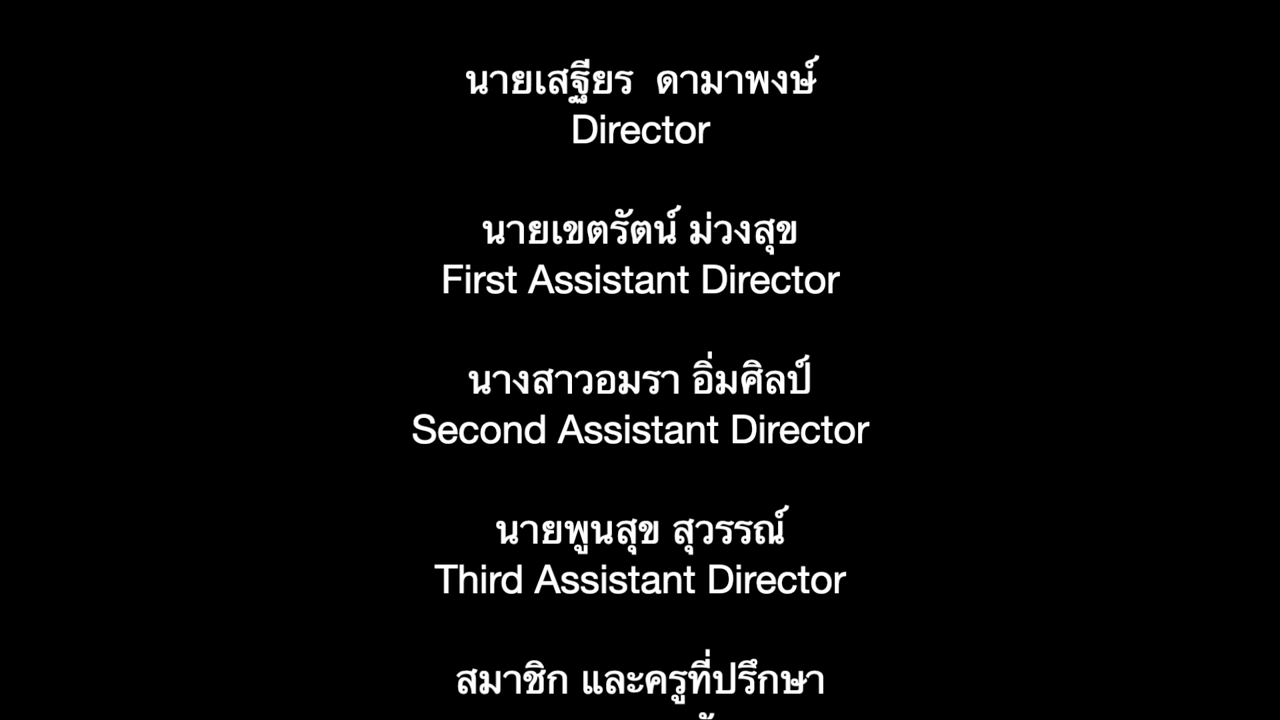 นายเสฐียร  ดามาพงษ์
Director
นายเขตรัตน์ ม่วงสุข
First Assistant Director
นางสาวอมรา อิ่มศิลป์
Second Assistant Director
นายพูนสุข สุวรรณ์
Third Assistant Director
สมาชิก และครูที่ปรึกษา